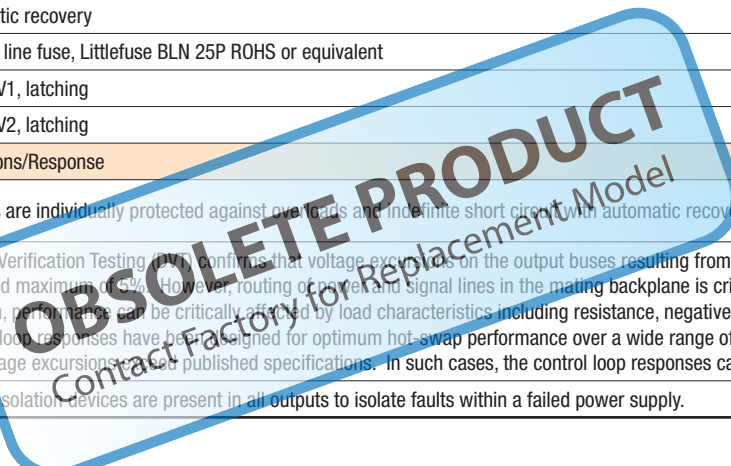 tic recovery
line fuse, Littlefuse BLN 25P ROHS or equivalent
V1, latching
V2, latching
ons/Response
s are individually protected against overloads and indefinite short circuit with automatic recov
Verification Testing (DVT) confirms that voltage excursions on the output buses resulting from
d maximum of 5%. However, routing of power and signal lines in the mating backplane is cri
, performance can be critically affected by load characteristics including resistance, negative
loop responses have been designed for optimum hot-swap performance over a wide range of
age excursions published specifications. In such cases, the control loop responses ca
solation devices are present in all outputs to isolate faults within a failed power supply.
OBSOLETE PRODUCT
Contact Factory for Replacement Model